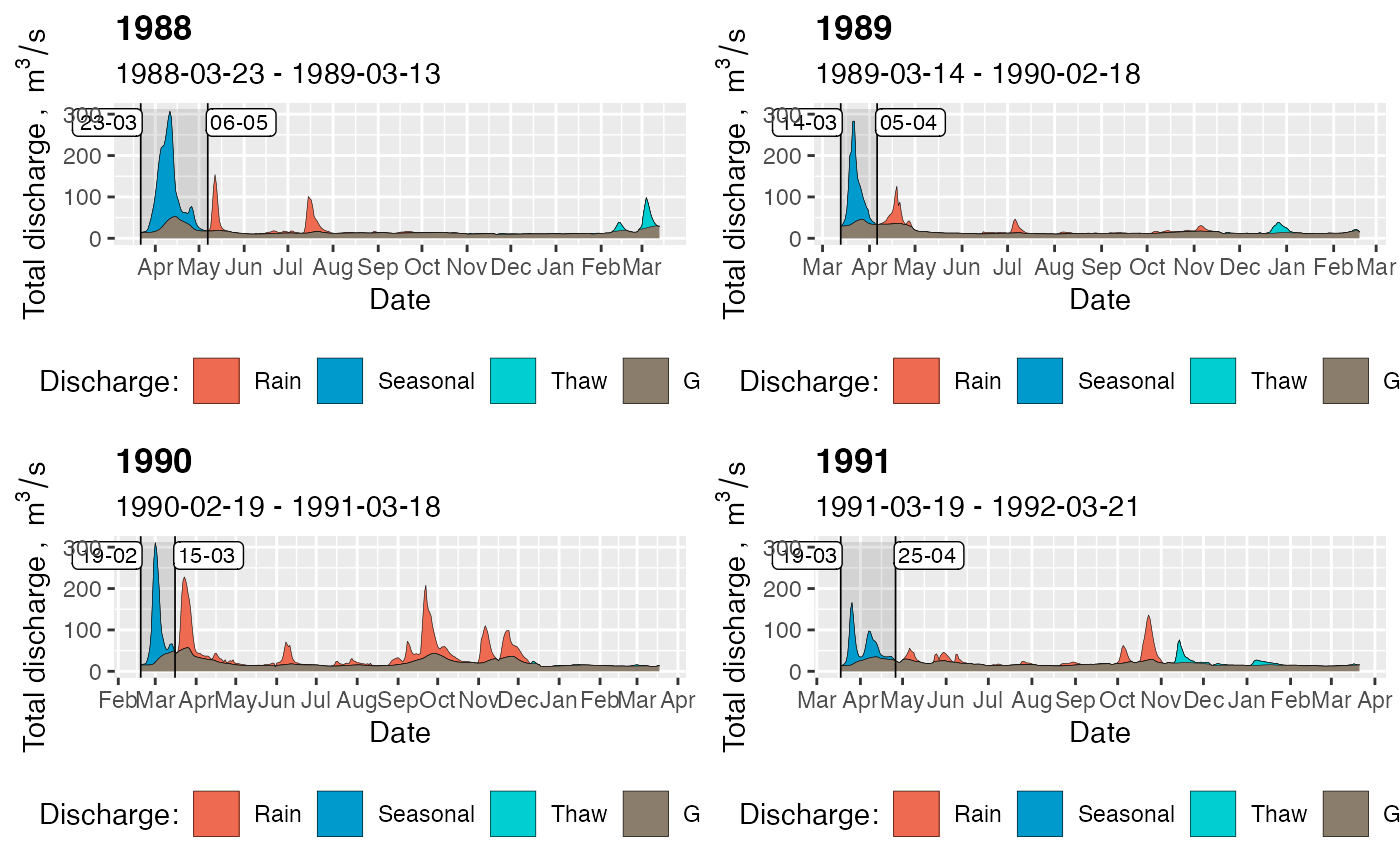 1988
1988-03-23 - 1989-03-13
Total discharge , m³/s
300
200
100
0
23-03
06-05
Apr May Jun Jul Aug Sep Oct Nov Dec Jan Feb Mar
Date
Discharge: Rain Seasonal Thaw G
1989
1989-03-14 - 1990-02-18
Total discharge , m³/s
300
200
100
0
14-03
05-04
Mar Apr May Jun Jul Aug Sep Oct Nov Dec Jan Feb Mar
Date
Discharge: Rain Seasonal Thaw G
1990
1990-02-19 - 1991-03-18
Total discharge , m³/s
300
200
100
0
19-02
15-03
Feb Mar Apr May Jun Jul Aug Sep Oct Nov Dec Jan Feb Mar Apr
Date
Discharge: Rain Seasonal Thaw G
1991
1991-03-19 - 1992-03-21
Total discharge , m³/s
300
200
100
0
19-03
25-04
Mar Apr May Jun Jul Aug Sep Oct Nov Dec Jan Feb Mar Apr
Date
Discharge: Rain Seasonal Thaw G